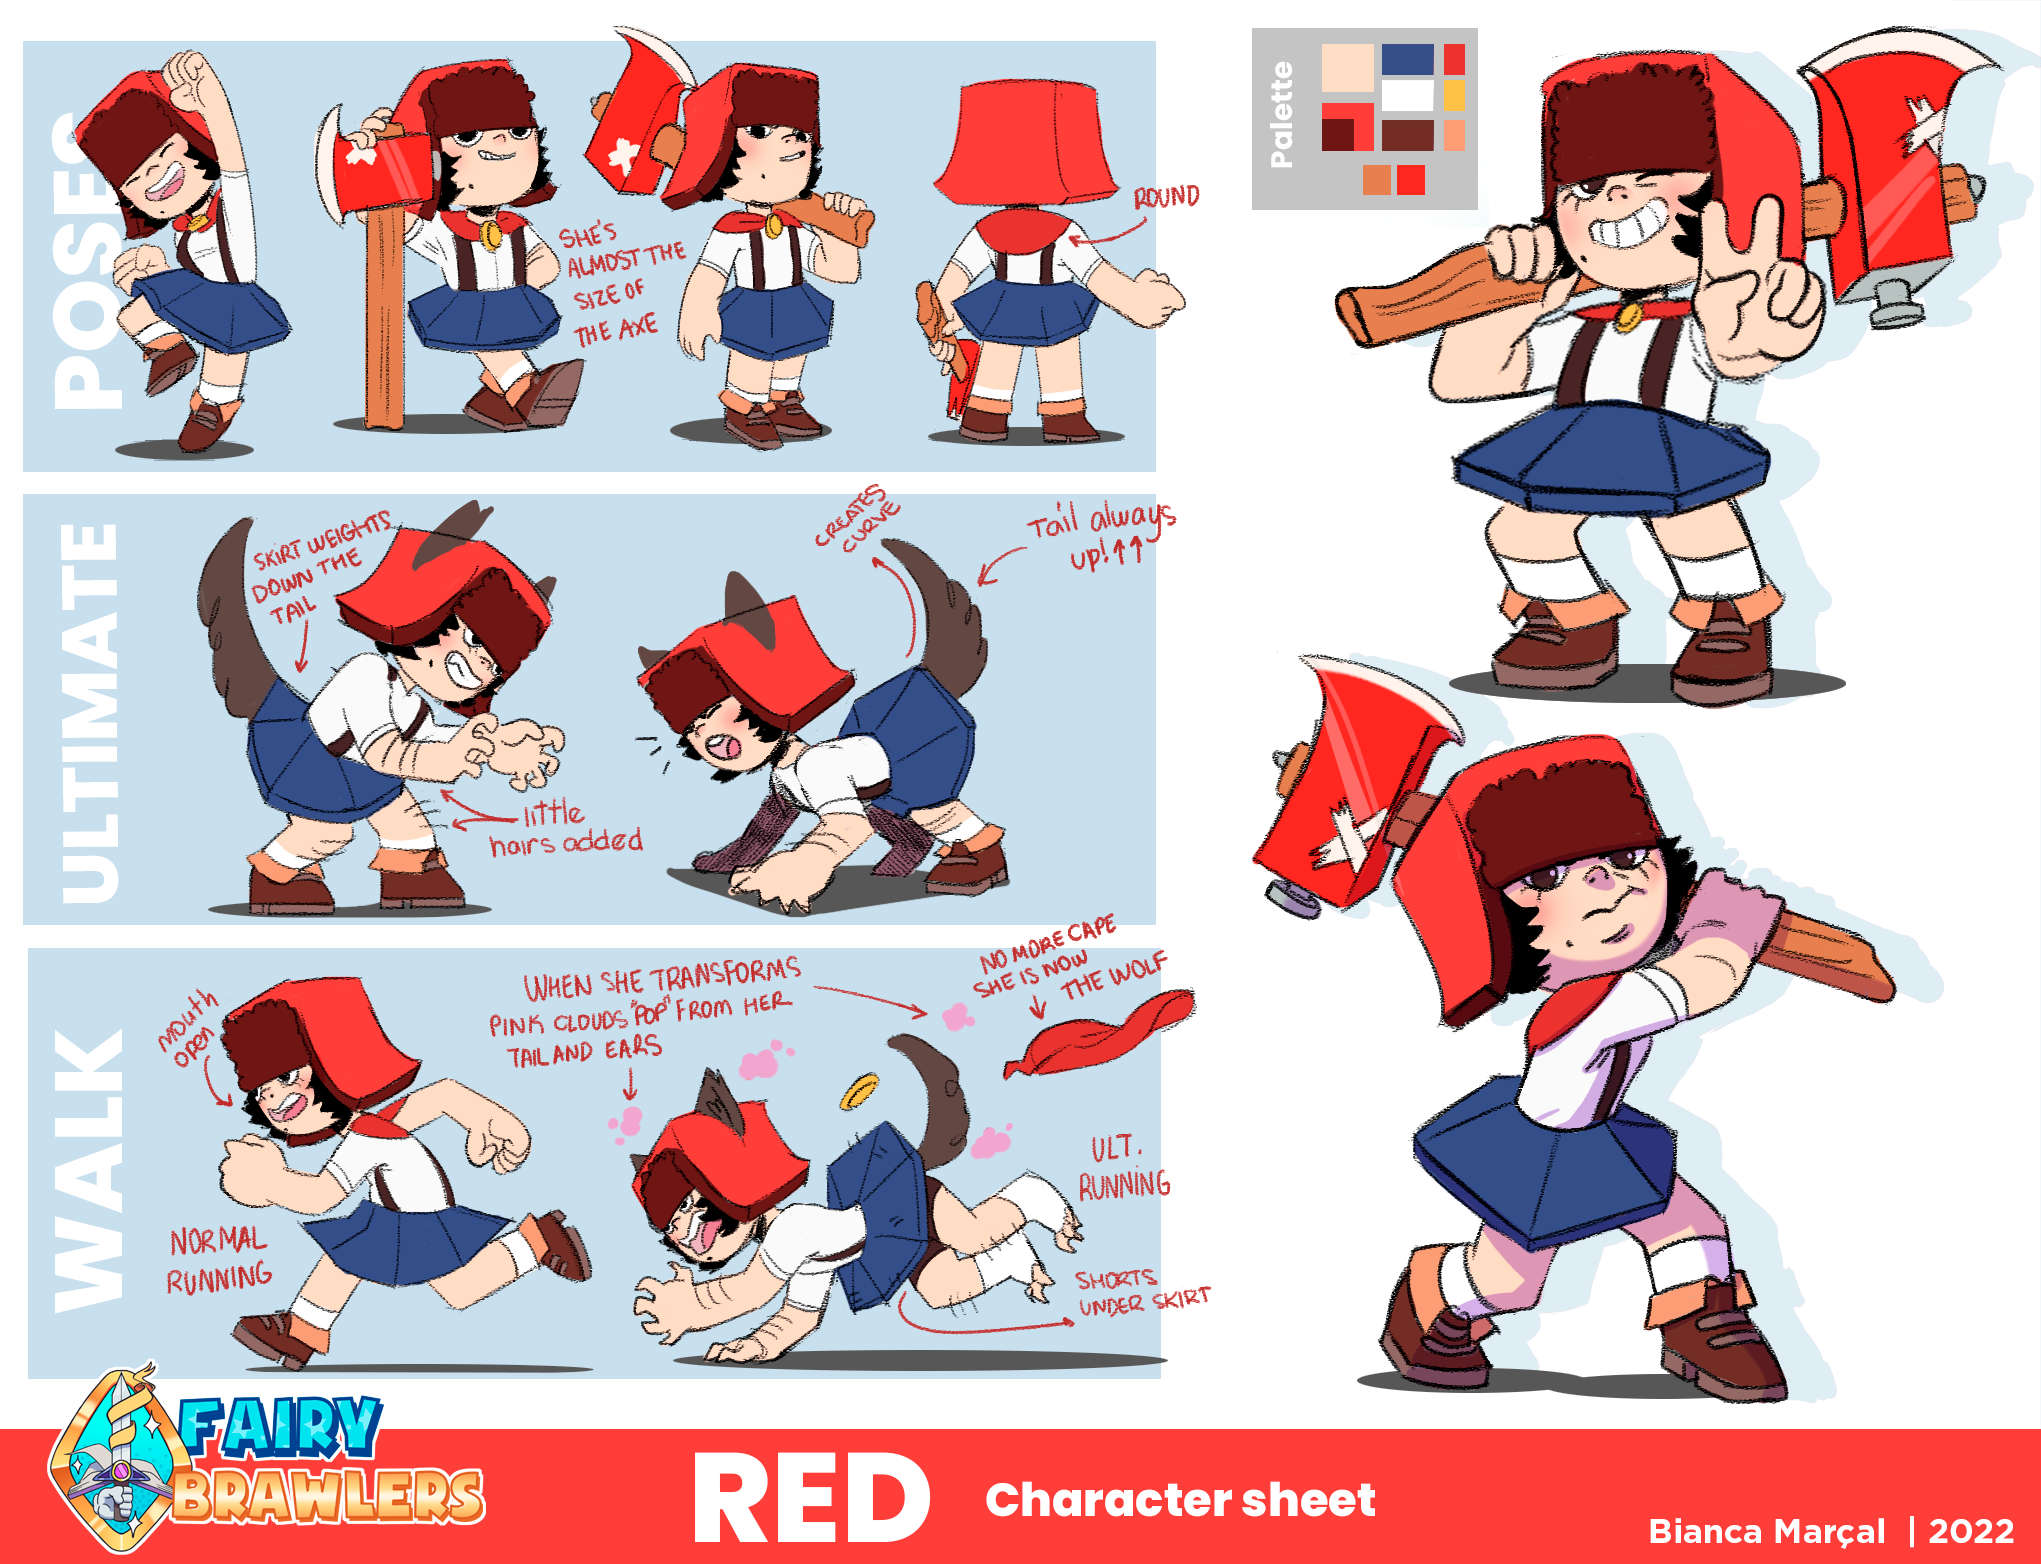 POSES
SHE'S
ALMOST THE
SIZE OF
THE AXE
ROUND
Palette
ULTIMATE
SKIRT WEIGHTS
DOWN THE
TAIL
little
hairs added
CREATES
CURVE
Tail always
up!↑↑
WALK
MOUTH
OPEN
NORMAL
RUNNING
WHEN SHE TRANSFORMS
PINK CLOUDS "POP" FROM HER
TAIL AND EARS
NO MORE CAPE
SHE IS NOW
THE WOLF
ULT.
RUNNING
SHORTS
UNDER SKIRT
FAIRY
BRAWLERS
RED
Character sheet
Bianca Marçal | 2022